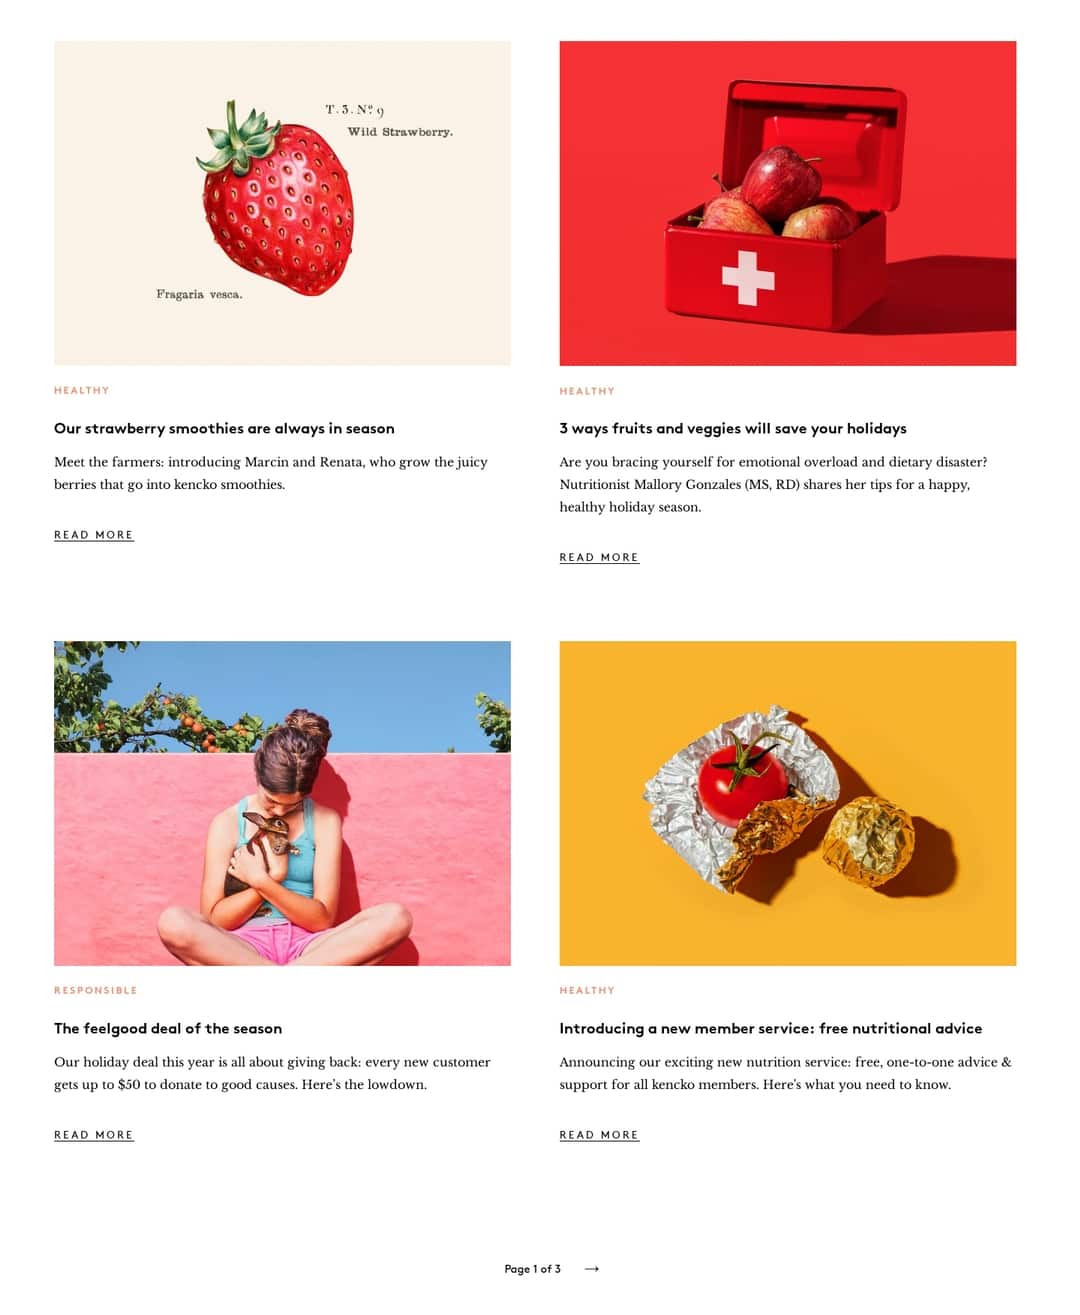 T.3.Nº 9
Wild Strawberry.
Fragaria vesca.
HEALTHY
Our strawberry smoothies are always in season
Meet the farmers: introducing Marcin and Renata, who grow the juicy
berries that go into kencko smoothies.
READ MORE
HEALTHY
3 ways fruits and veggies will save your holidays
Are you bracing yourself for emotional overload and dietary disaster?
Nutritionist Mallory Gonzales (MS, RD) shares her tips for a happy,
healthy holiday season.
READ MORE
RESPONSIBLE
The feelgood deal of the season
Our holiday deal this year is all about giving back: every new customer
gets up to $50 to donate to good causes. Here's the lowdown.
READ MORE
HEALTHY
Introducing a new member service: free nutritional advice
Announcing our exciting new nutrition service: free, one-to-one advice &
support for all kencko members. Here's what you need to know.
READ MORE
Page 1 of 3 →